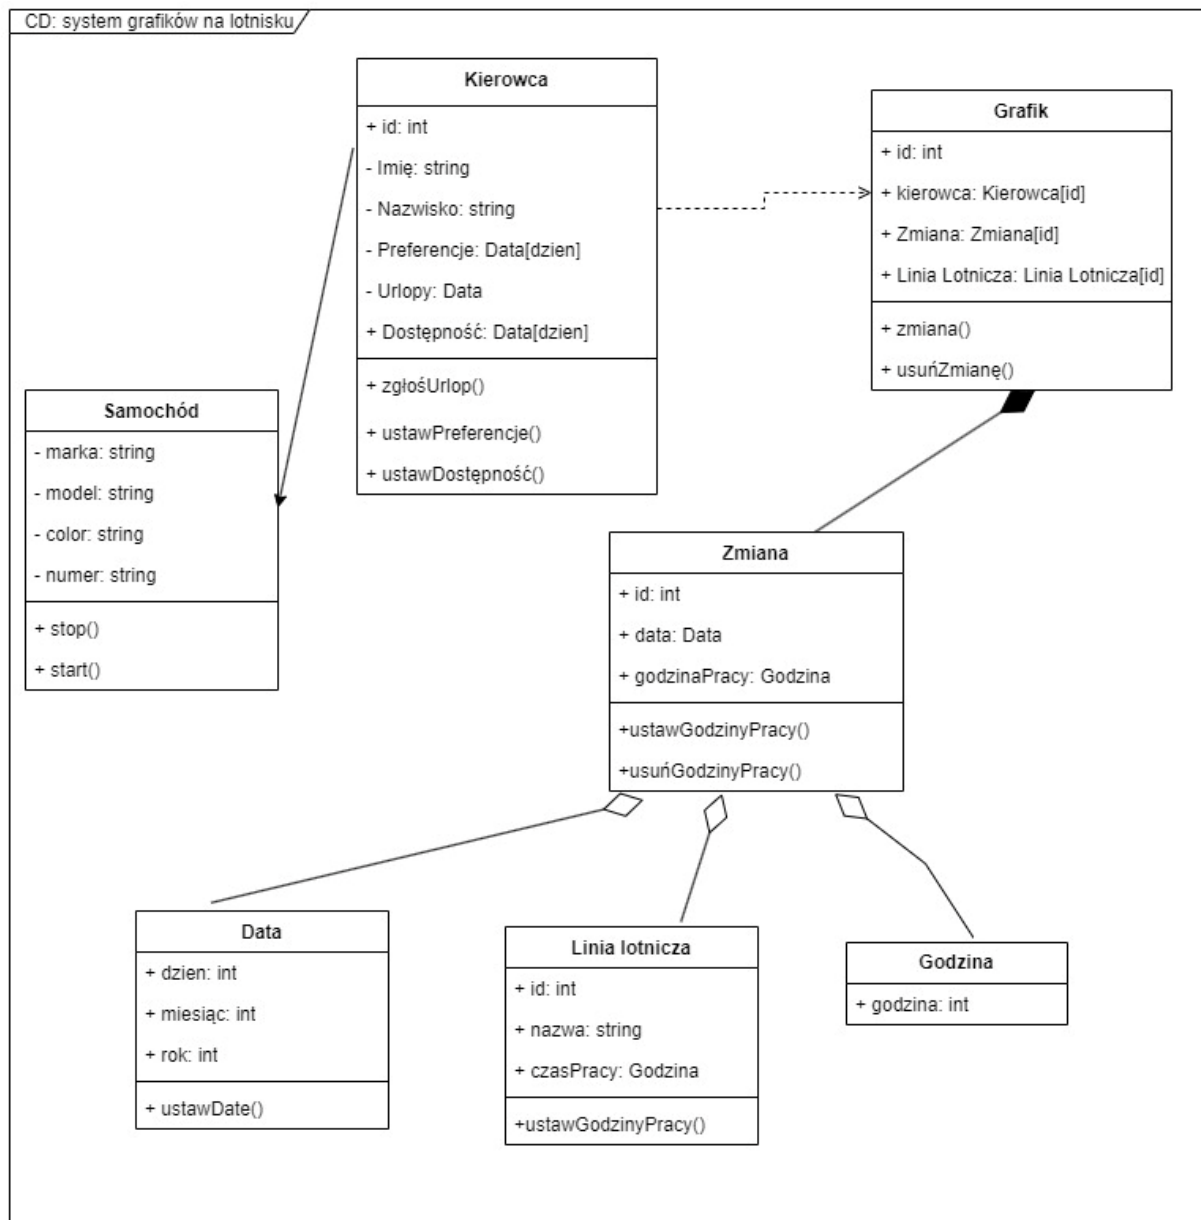 CD: system grafików na lotnisku
Kierowca
+ id: int
- Imię: string
- Nazwisko: string
- Preferencje: Data[dzien]
- Urlopy: Data
+ Dostępność: Data[dzien]
+ zgłośUrlop()
+ ustawPreferencje()
+ ustawDostępność()
Grafik
+ id: int
+ kierowca: Kierowca[id]
+ Zmiana: Zmiana[id]
+ Linia Lotnicza: Linia Lotnicza[id]
+ zmiana()
+ usuńZmianę()
Samochód
- marka: string
- model: string
- color: string
- numer: string
+ stop()
+ start()
Zmiana
+ id: int
+ data: Data
+ godzinaPracy: Godzina
+ustawGodzinyPracy()
+usuńGodzinyPracy()
Data
+ dzien: int
+ miesiąc: int
+ rok: int
+ ustawDate()
Linia lotnicza
+ id: int
+ nazwa: string
+ czasPracy: Godzina
+ustawGodzinyPracy()
Godzina
+ godzina: int